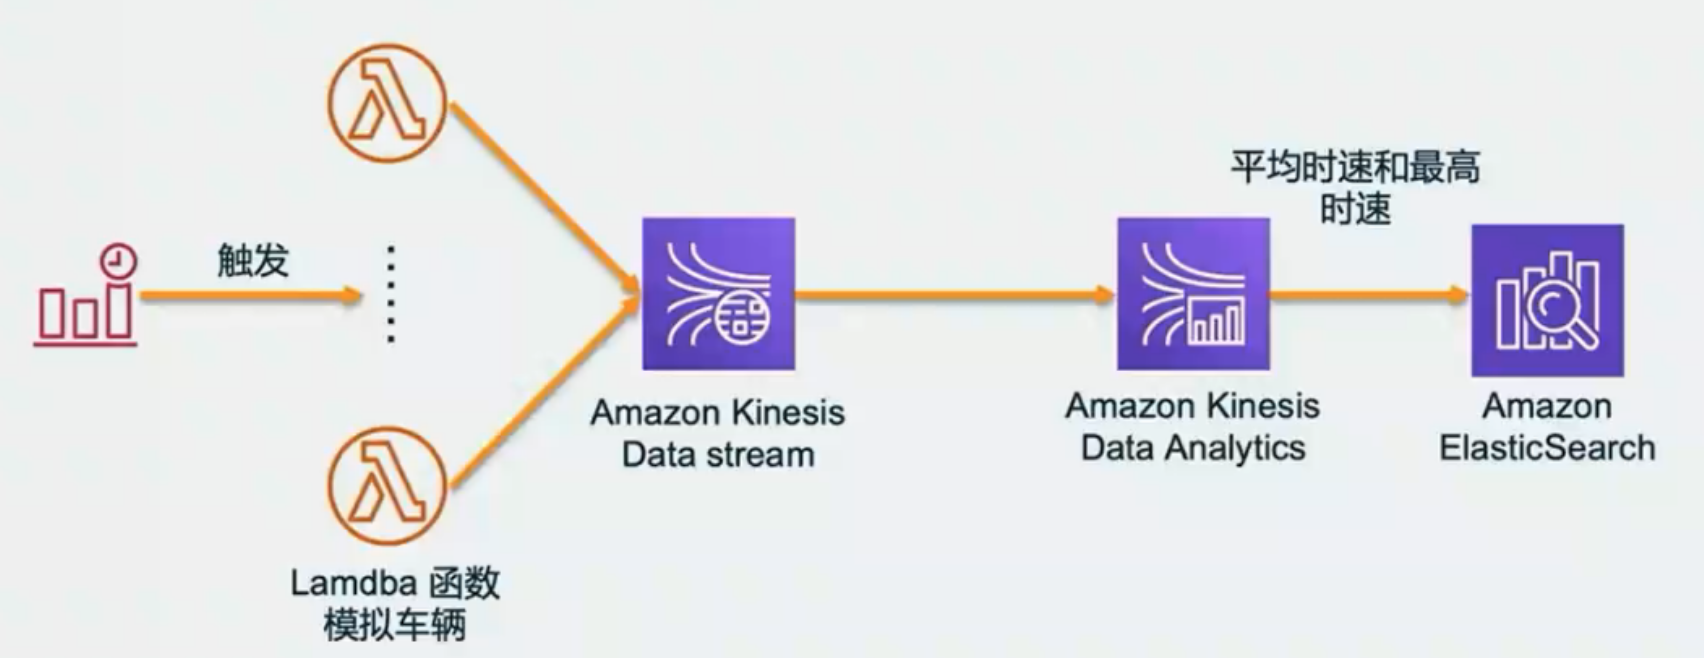 触发
Lamdba 函数
模拟车辆
Amazon Kinesis
Data stream
Amazon Kinesis
Data Analytics
平均时速和最高
时速
Amazon
ElasticSearch